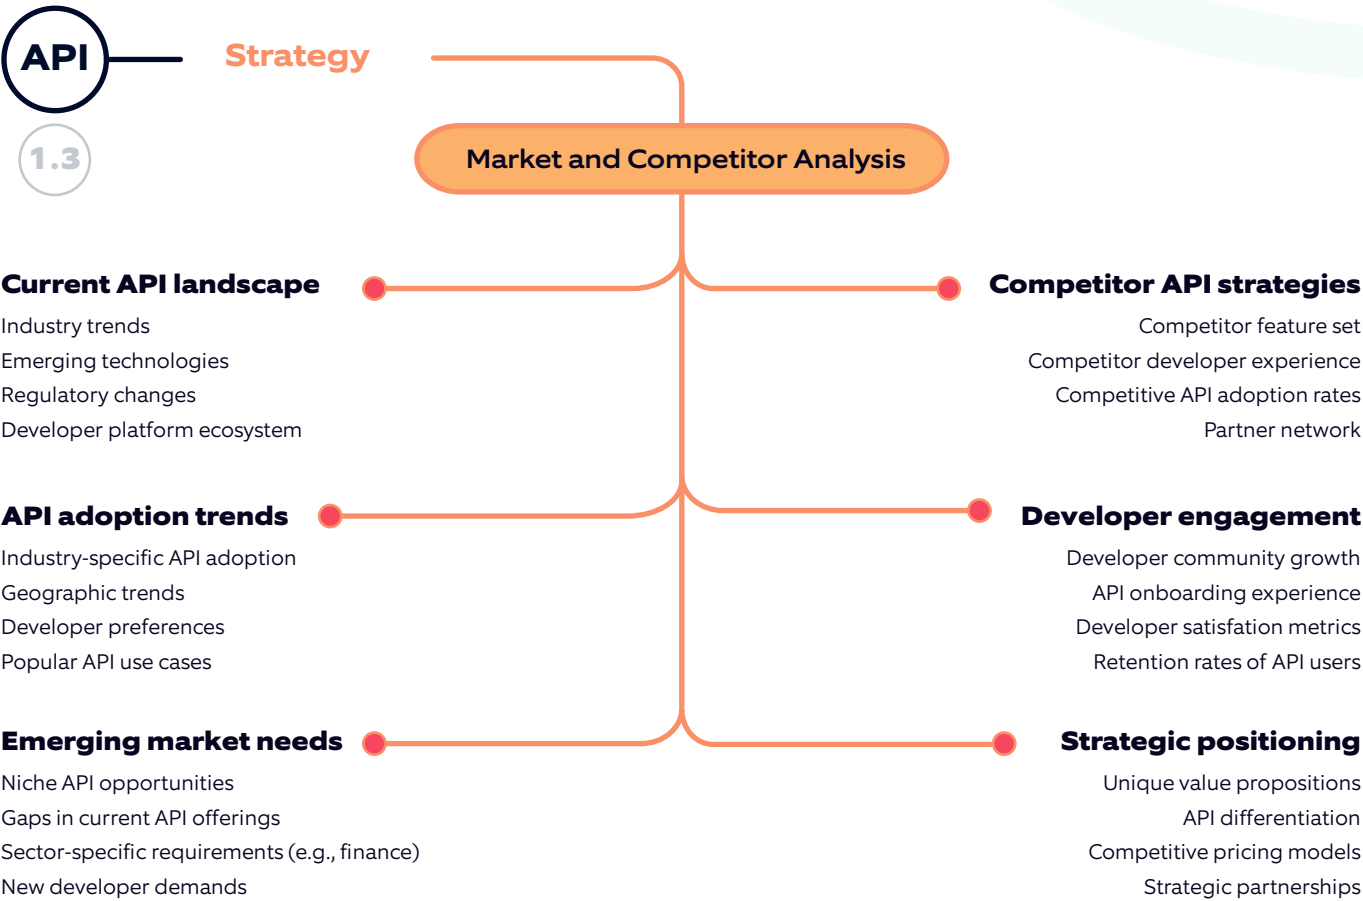 API
Strategy
1.3
Market and Competitor Analysis
Current API landscape
Industry trends
Emerging technologies
Regulatory changes
Developer platform ecosystem
Competitor API strategies
Competitor feature set
Competitor developer experience
Competitive API adoption rates
Partner network
API adoption trends
Industry-specific API adoption
Geographic trends
Developer preferences
Popular API use cases
Developer engagement
Developer community growth
API onboarding experience
Developer satisfation metrics
Retention rates of API users
Emerging market needs
Niche API opportunities
Gaps in current API offerings
Sector-specific requirements (e.g., finance)
New developer demands
Strategic positioning
Unique value propositions
API differentiation
Competitive pricing models
Strategic partnerships